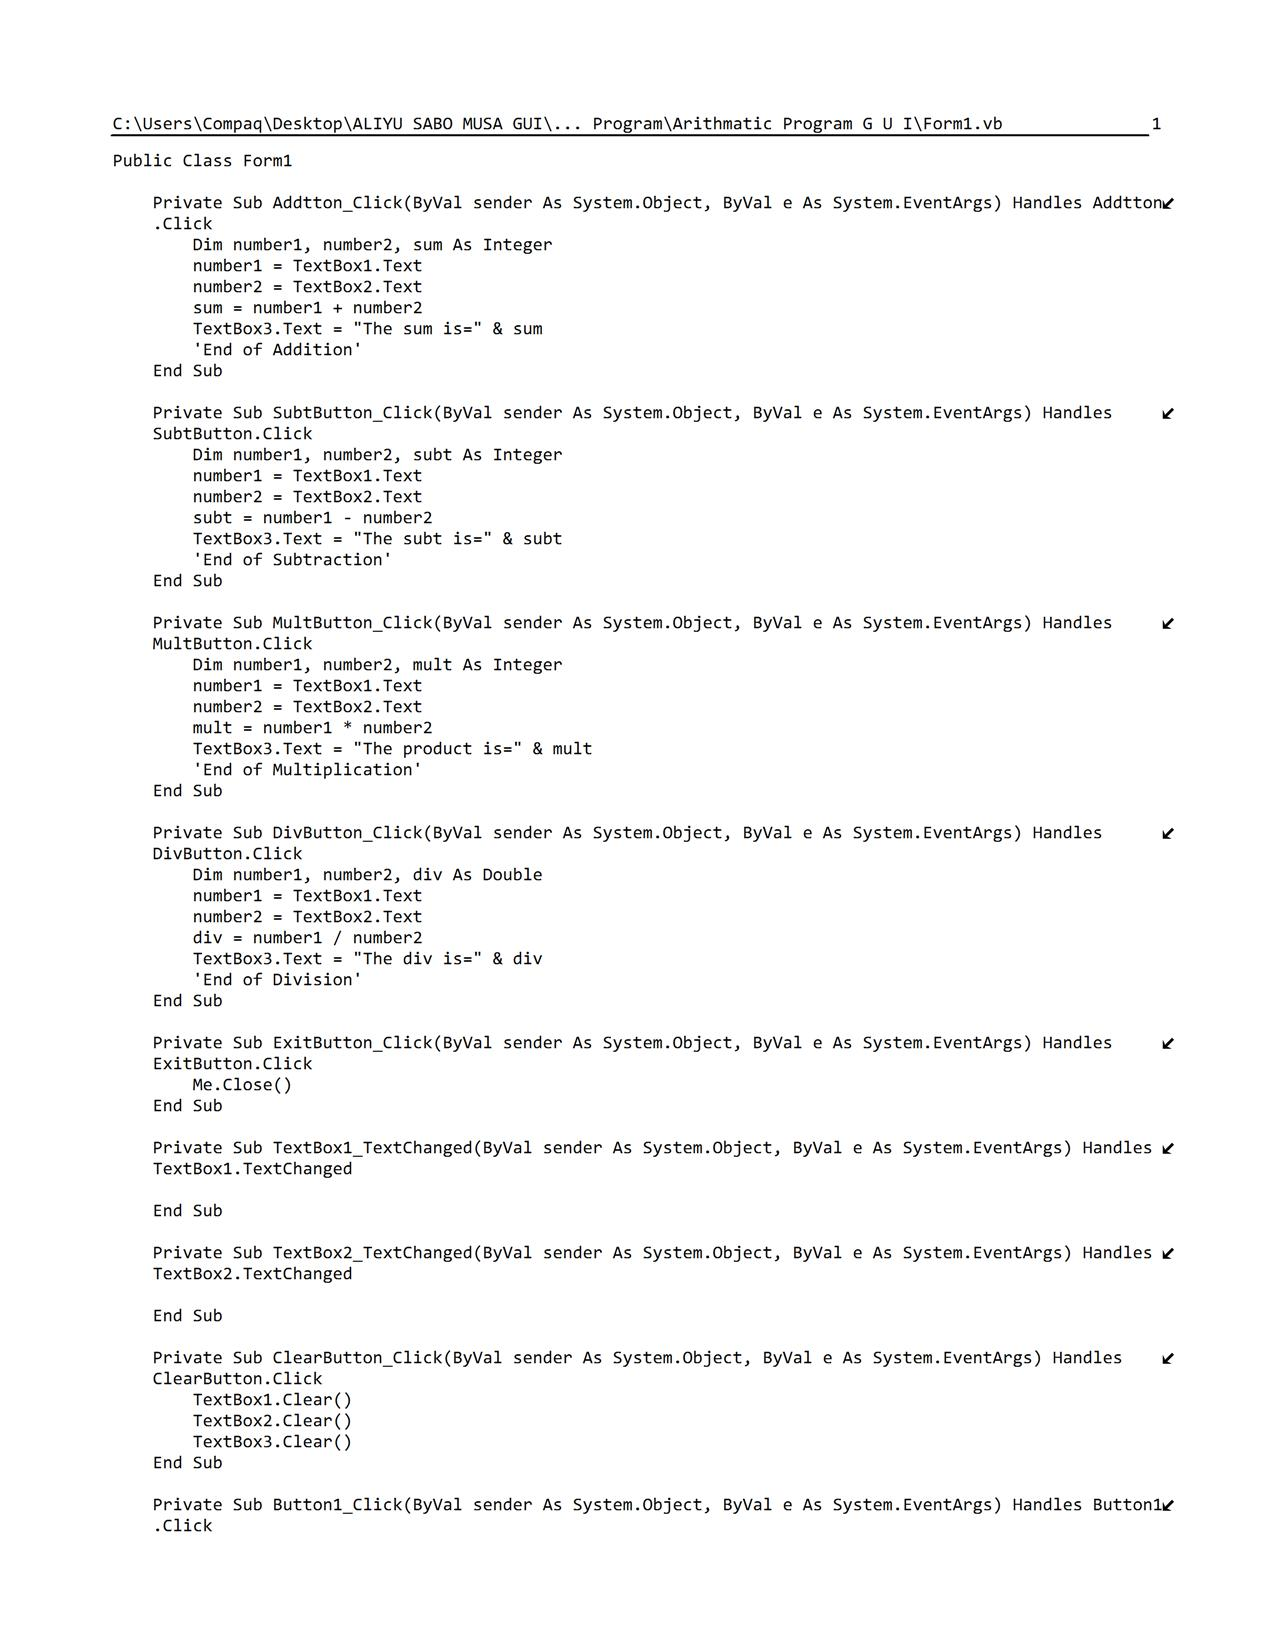 C:\Users\Compaq\Desktop\ALIYU SABO MUSA GUI\... Program\Arithmatic Program G U I\Form1.vb 1
Public Class Form1
Private Sub Addtton_Click(ByVal sender As System.Object, ByVal e As System.EventArgs) Handles Addtton↙
.Click
Dim number1, number2, sum As Integer
number1 = TextBox1.Text
number2 = TextBox2.Text
sum = number1 + number2
TextBox3.Text = "The sum is=" & sum
'End of Addition'
End Sub
Private Sub SubtButton_Click(ByVal sender As System.Object, ByVal e As System.EventArgs) Handles ↙
SubtButton.Click
Dim number1, number2, subt As Integer
number1 = TextBox1.Text
number2 = TextBox2.Text
subt = number1 - number2
TextBox3.Text = "The subt is=" & subt
'End of Subtraction'
End Sub
Private Sub MultButton_Click(ByVal sender As System.Object, ByVal e As System.EventArgs) Handles ↙
MultButton.Click
Dim number1, number2, mult As Integer
number1 = TextBox1.Text
number2 = TextBox2.Text
mult = number1 * number2
TextBox3.Text = "The product is=" & mult
'End of Multiplication'
End Sub
Private Sub DivButton_Click(ByVal sender As System.Object, ByVal e As System.EventArgs) Handles ↙
DivButton.Click
Dim number1, number2, div As Double
number1 = TextBox1.Text
number2 = TextBox2.Text
div = number1 / number2
TextBox3.Text = "The div is=" & div
'End of Division'
End Sub
Private Sub ExitButton_Click(ByVal sender As System.Object, ByVal e As System.EventArgs) Handles ↙
ExitButton.Click
Me.Close()
End Sub
Private Sub TextBox1_TextChanged(ByVal sender As System.Object, ByVal e As System.EventArgs) Handles ↙
TextBox1.TextChanged
End Sub
Private Sub TextBox2_TextChanged(ByVal sender As System.Object, ByVal e As System.EventArgs) Handles ↙
TextBox2.TextChanged
End Sub
Private Sub ClearButton_Click(ByVal sender As System.Object, ByVal e As System.EventArgs) Handles ↙
ClearButton.Click
TextBox1.Clear()
TextBox2.Clear()
TextBox3.Clear()
End Sub
Private Sub Button1_Click(ByVal sender As System.Object, ByVal e As System.EventArgs) Handles Button1↙
.Click